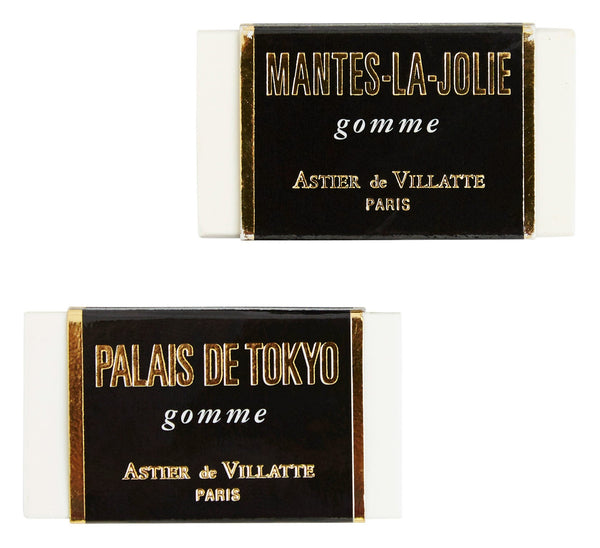 MANTES-LA-JOLIE
gomme
ASTIER de VILLATTE
PARIS
PALAIS DE TOKYO
gomme
ASTIER de VILLATTE
PARIS